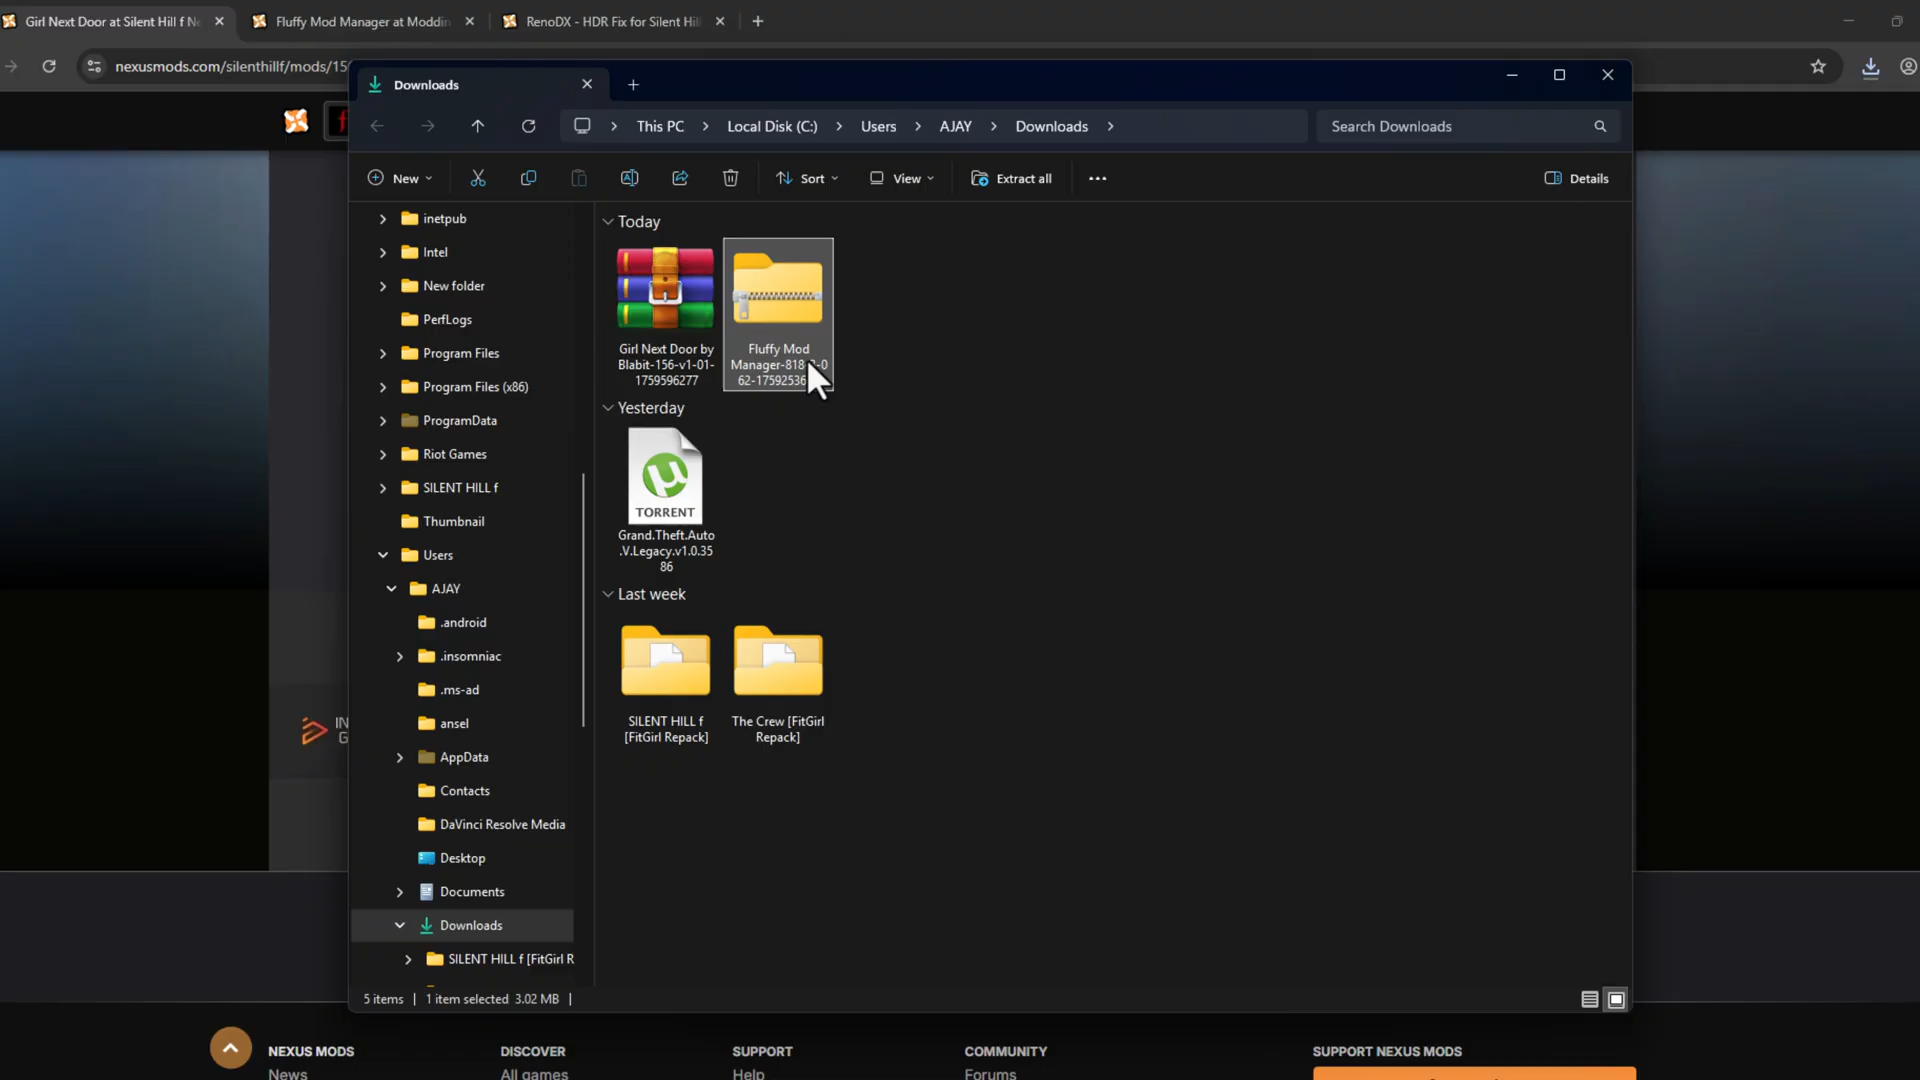 Girl Next Door at Silent Hill f Ne
Fluffy Mod Manager at Moddin
RenoDX - HDR Fix for Silent Hil
nexusmods.com/silenthillf/mods/15
Downloads
This PC
Local Disk (C:)
Users
AJAY
Downloads
Search Downloads
New
Sort
View
Extract all
Details
inetpub
Intel
New folder
PerfLogs
Program Files
Program Files (x86)
ProgramData
Riot Games
SILENT HILL f
Thumbnail
Users
AJAY
.android
.insomniac
.ms-ad
ansel
AppData
Contacts
DaVinci Resolve Media
Desktop
Documents
Downloads
SILENT HILL f [FitGirl R
Today
Girl Next Door by
Blabit-156-v1-01-
1759596277
Fluffy Mod
Manager-818
62-17592536
Yesterday
TORRENT
Grand.Theft.Auto
.V.Legacy.v1.0.35
86
Last week
SILENT HILL f
[FitGirl Repack]
The Crew [FitGirl
Repack]
5 items
1 item selected 3.02 MB
IN
G
NEXUS MODS
News
DISCOVER
All games
SUPPORT
Help
COMMUNITY
Forums
SUPPORT NEXUS MODS